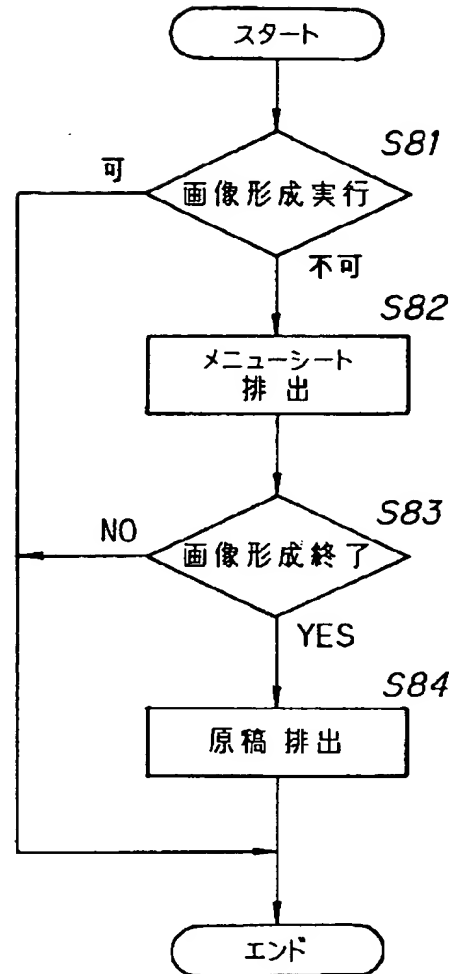 スタート
S81
可
画像形成実行
不可
S82
メニューシート
排出
S83
NO
画像形成終了
YES
S84
原稿排出
エンド